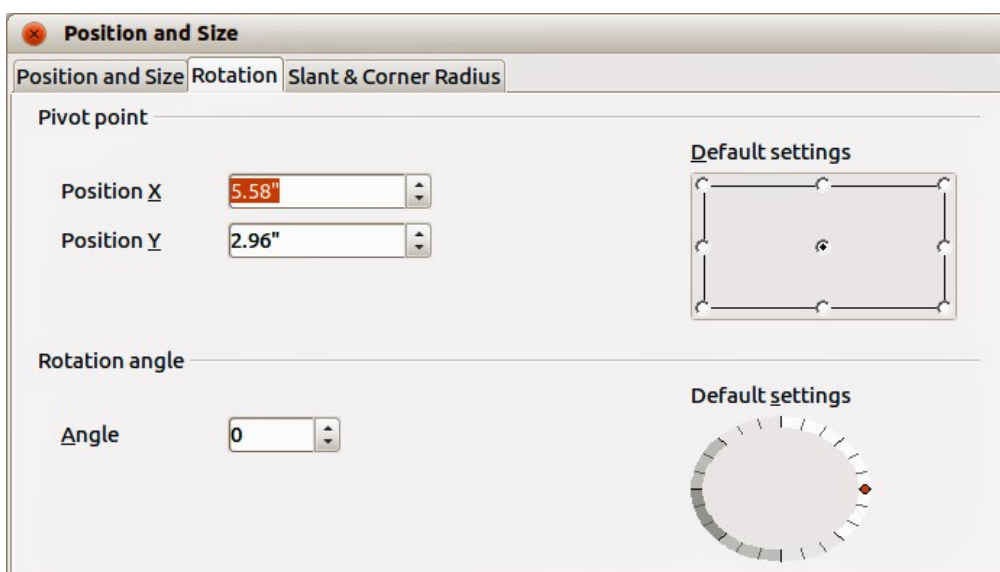 Position and Size
Position and Size Rotation Slant & Corner Radius
Pivot point
Default settings
Position X 5.58"
Position Y 2.96"
Rotation angle
Default settings
Angle 0